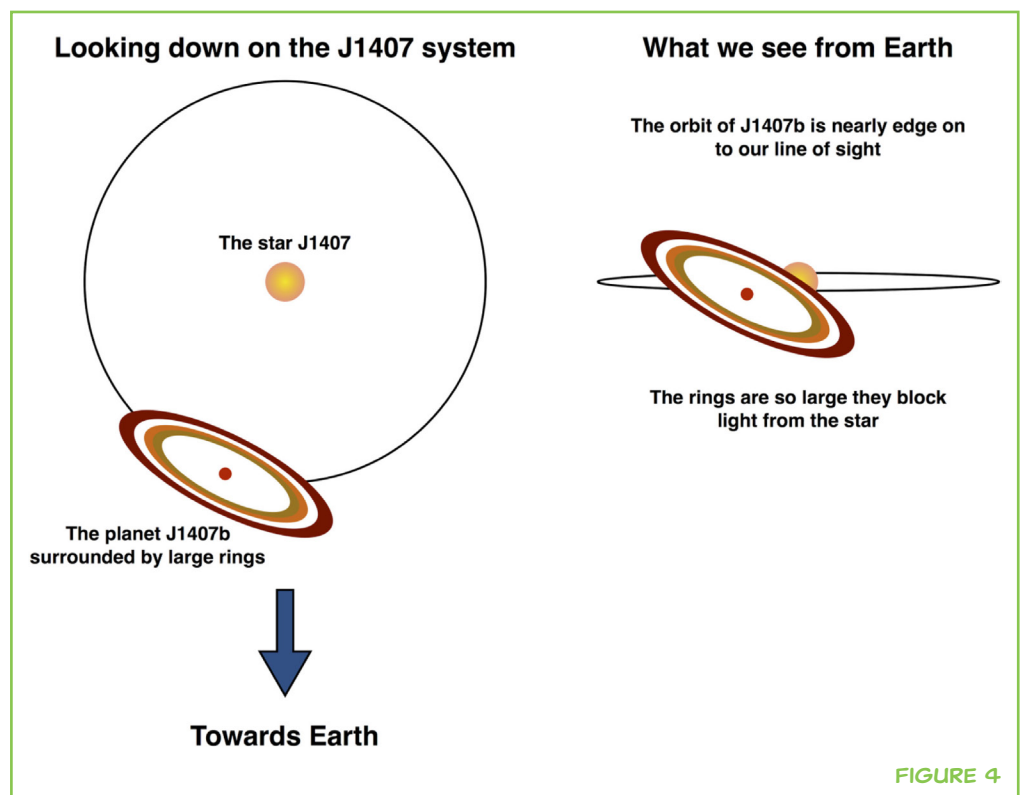 Looking down on the J1407 system
The star J1407
The planet J1407b
surrounded by large rings
Towards Earth
What we see from Earth
The orbit of J1407b is nearly edge on
to our line of sight
The rings are so large they block
light from the star
FIGURE 4